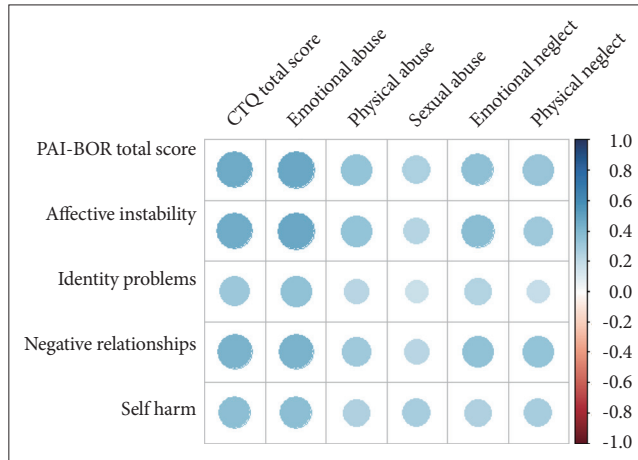 CTQ total score
Emotional abuse
Physical abuse
Sexual abuse
Emotional neglect
Physical neglect
PAI-BOR total score
Affective instability
Identity problems
Negative relationships
Self harm
1.0
0.8
0.6
0.4
0.2
0.0
-0.2
-0.4
-0.6
-0.8
-1.0